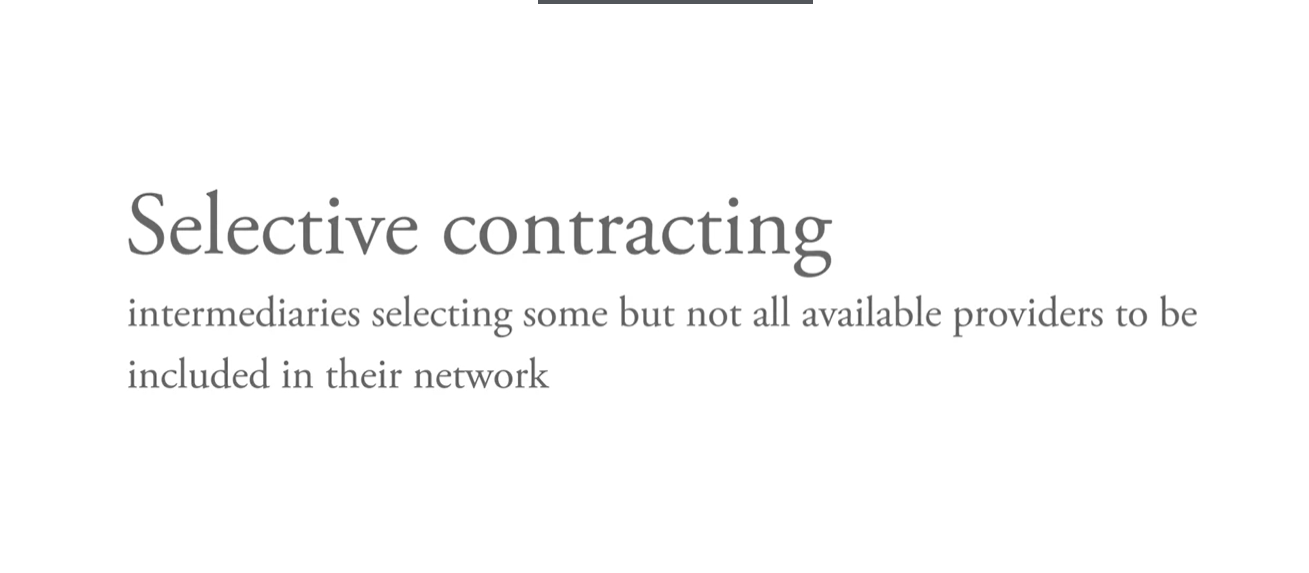 Selective contracting
intermediaries selecting some but not all available providers to be
included in their network